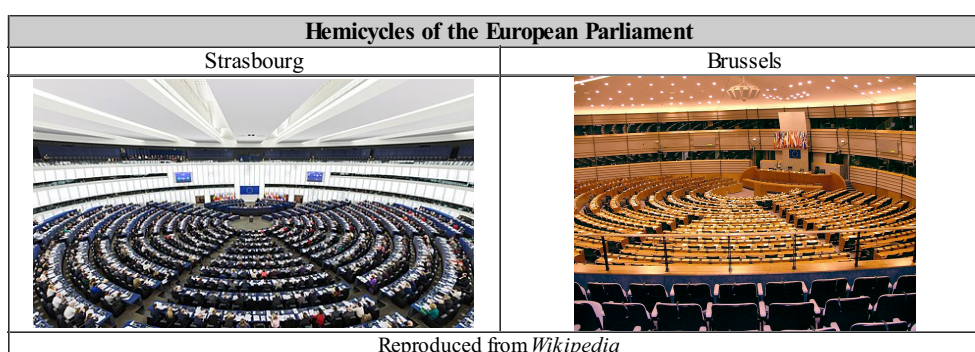 Hemicycles of the European Parliament
Strasbourg
Brussels
Reproduced from Wikipedia